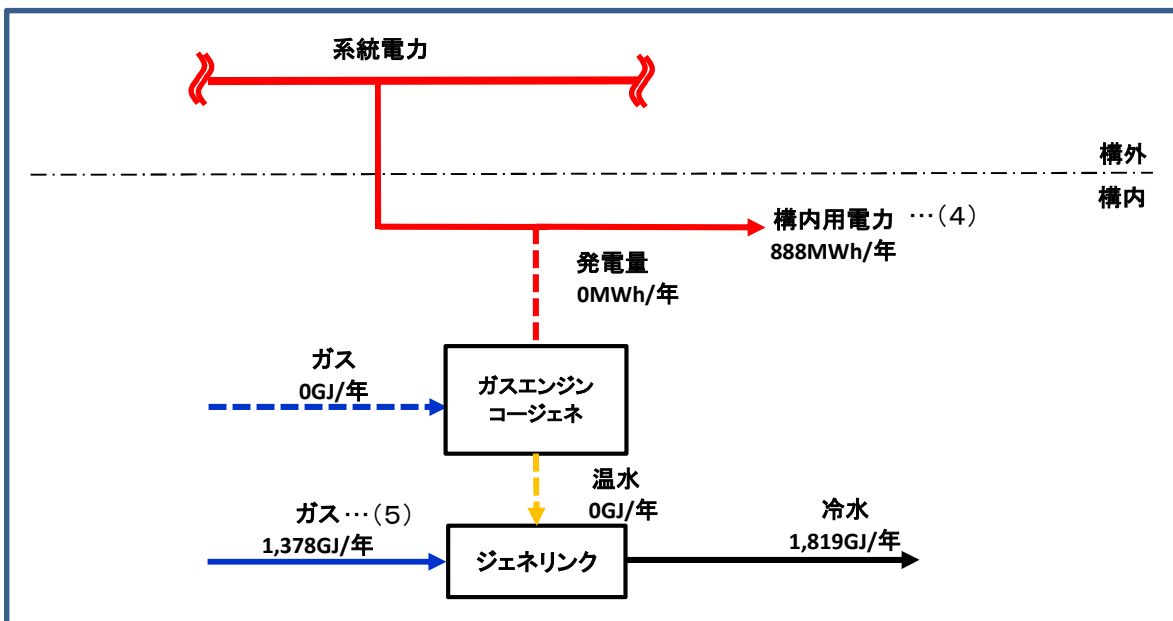 系統電力
構外
構内
構内用電力 …(4)
888MWh/年
発電量
0MWh/年
ガス
0GJ/年
ガスエンジン
コージェネ
温水
0GJ/年
ガス…(5)
1,378GJ/年
ジェネリンク
冷水
1,819GJ/年